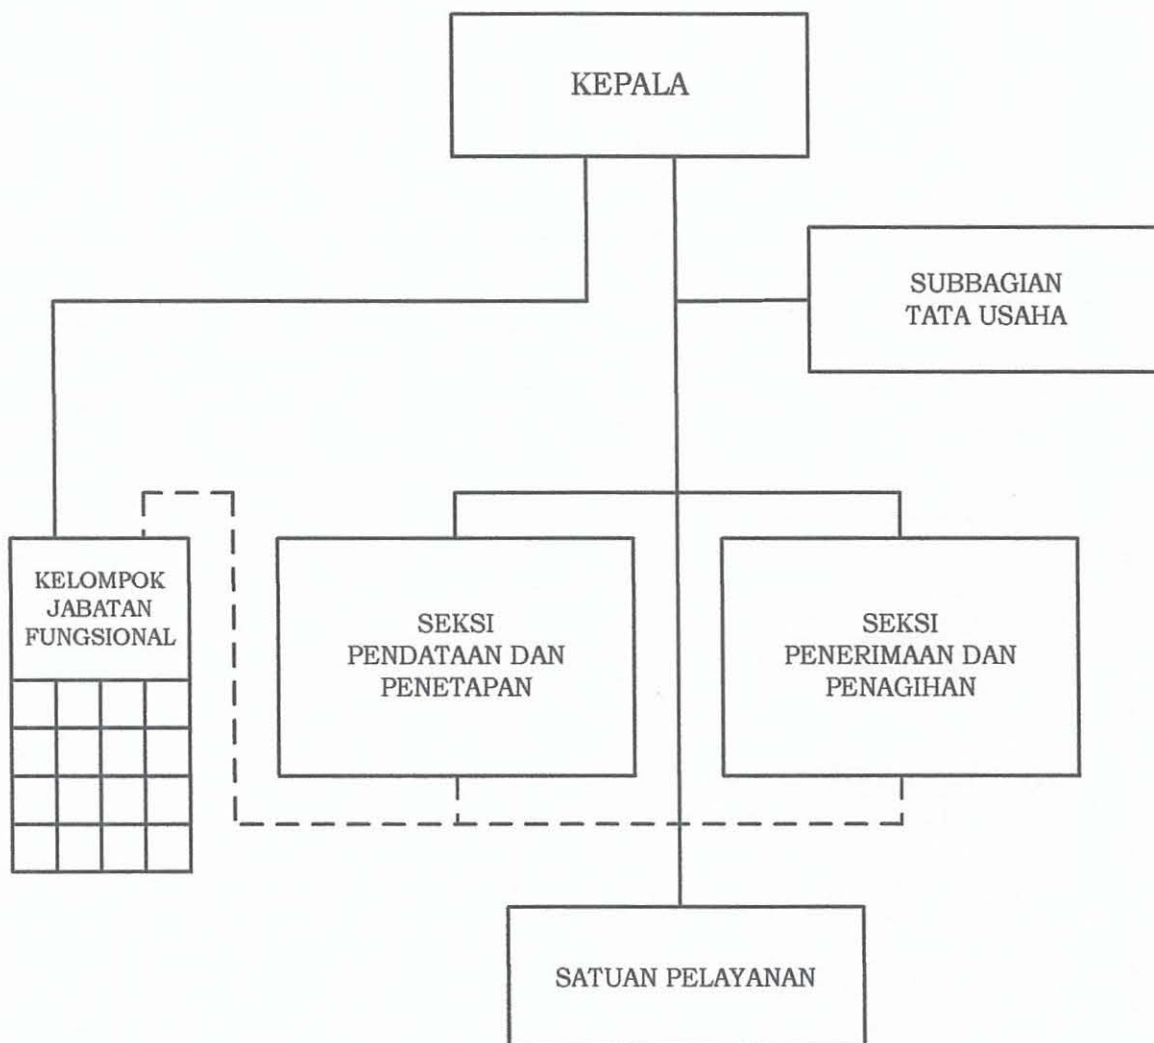 KEPALA
SUBBAGIAN
TATA USAHA
KELOMPOK
JABATAN
FUNGSIONAL
SEKSI
PENDATAAN DAN
PENETAPAN
SEKSI
PENERIMAAN DAN
PENAGIHAN
SATUAN PELAYANAN